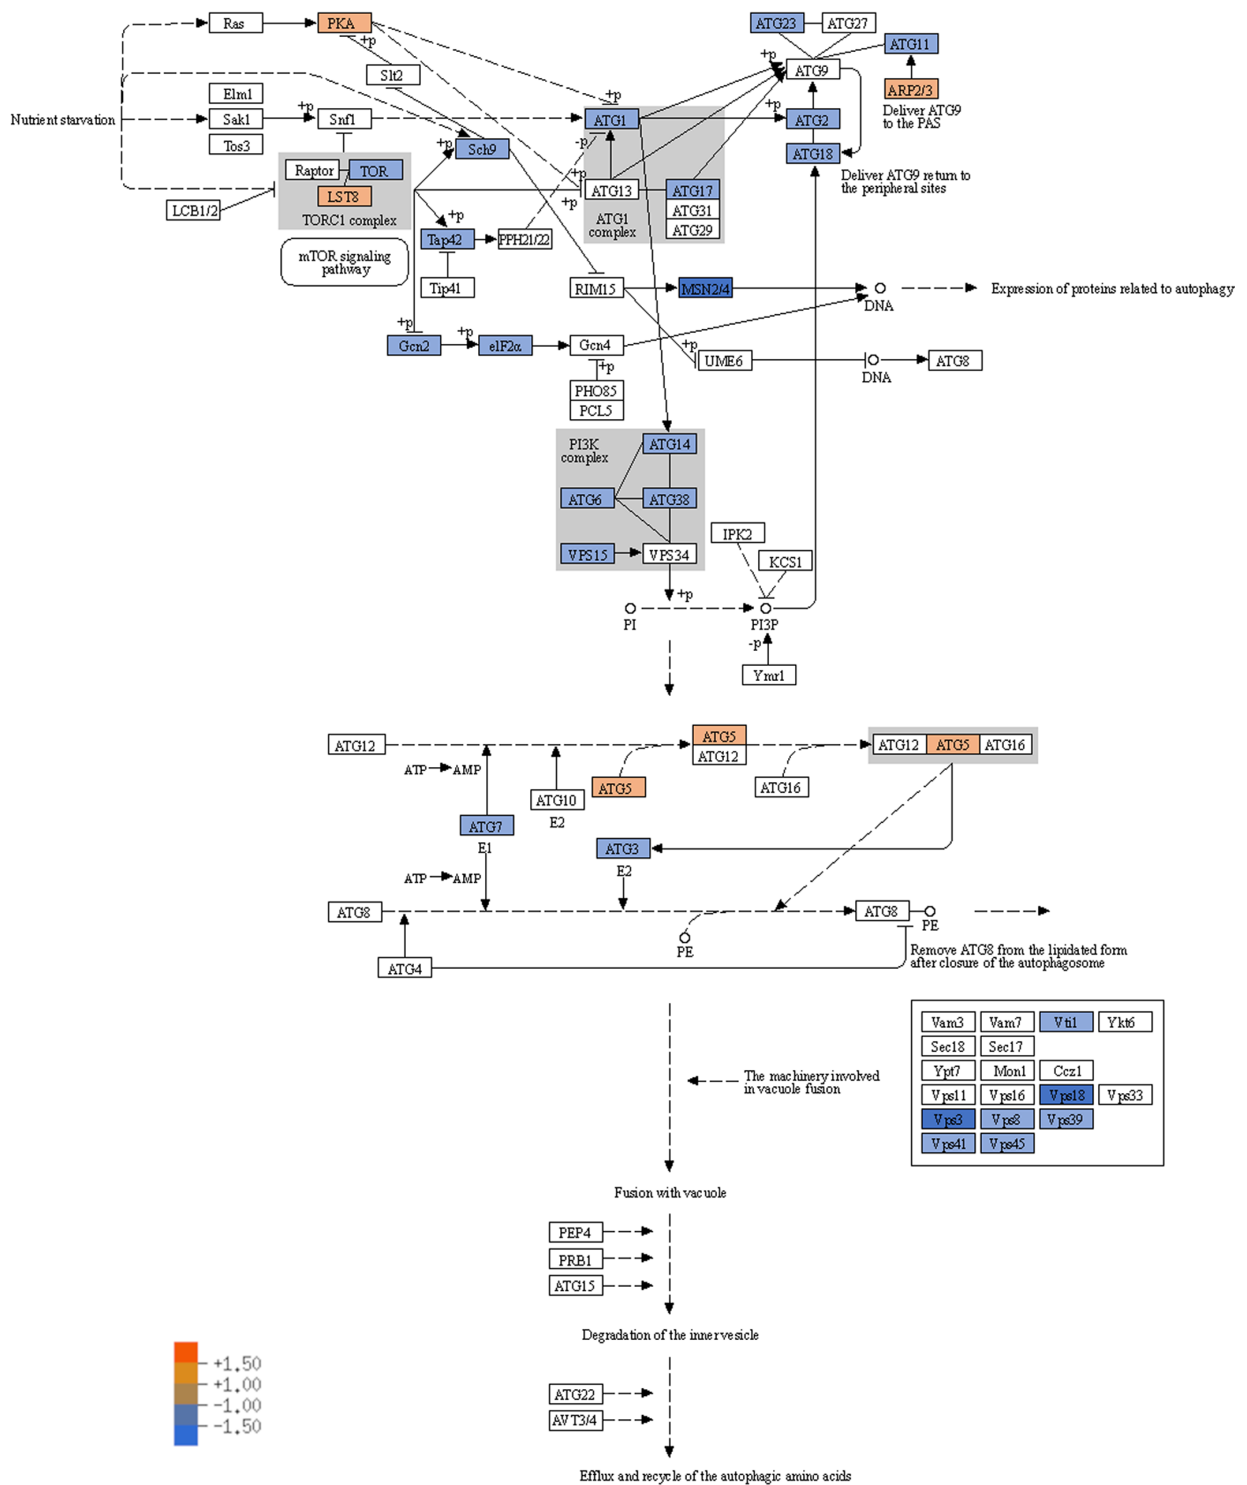 Ras
PKA
+p
Slt2
Elm1
Nutrient starvation
Sak1
+p
Snf1
Tos3
Raptor
TOR
LST8
TORC1 complex
LCB1/2
mTOR signaling
pathway
+p
Sch9
+p
Tap42
PPH21/22
Tip41
+p
Gcn2
+p
eIF2α
Gcn4
+p
PHO85
PCL5
+p
ATG1
-p
+p
+p
ATG13
ATG17
ATG31
ATG29
ATG1
complex
ATG23
ATG27
+p
ATG9
ATG11
ARP2/3
Deliver ATG9
to the PAS
ATG2
ATG18
Deliver ATG9 return to
the peripheral sites
RIM15
MSN2/4
DNA
Expression of proteins related to autophagy
+p
UME6
DNA
ATG8
PI3K
complex
ATG14
ATG6
ATG38
VPS15
VPS34
IPK2
KCS1
+p
PI
PI3P
-p
Ymr1
ATG12
ATG5
ATG12
ATG12
ATG5
ATG16
ATP
AMP
ATG10
E2
ATG5
ATG16
ATG7
E1
ATG3
E2
ATP
AMP
ATG8
ATG8
PE
PE
ATG4
Remove ATG8 from the lipidated form
after closure of the autophagosome
Vam3
Vam7
Vti1
Ykt6
Sec18
Sec17
Ypt7
Mon1
Ccz1
Vps11
Vps16
Vps18
Vps33
Vps3
Vps8
Vps39
Vps41
Vps45
The machinery involved
in vacuole fusion
Fusion with vacuole
PEP4
PRB1
ATG15
Degradation of the inner vesicle
ATG22
AVT3/4
Efflux and recycle of the autophagic amino acids
+1.50
+1.00
-1.00
-1.50